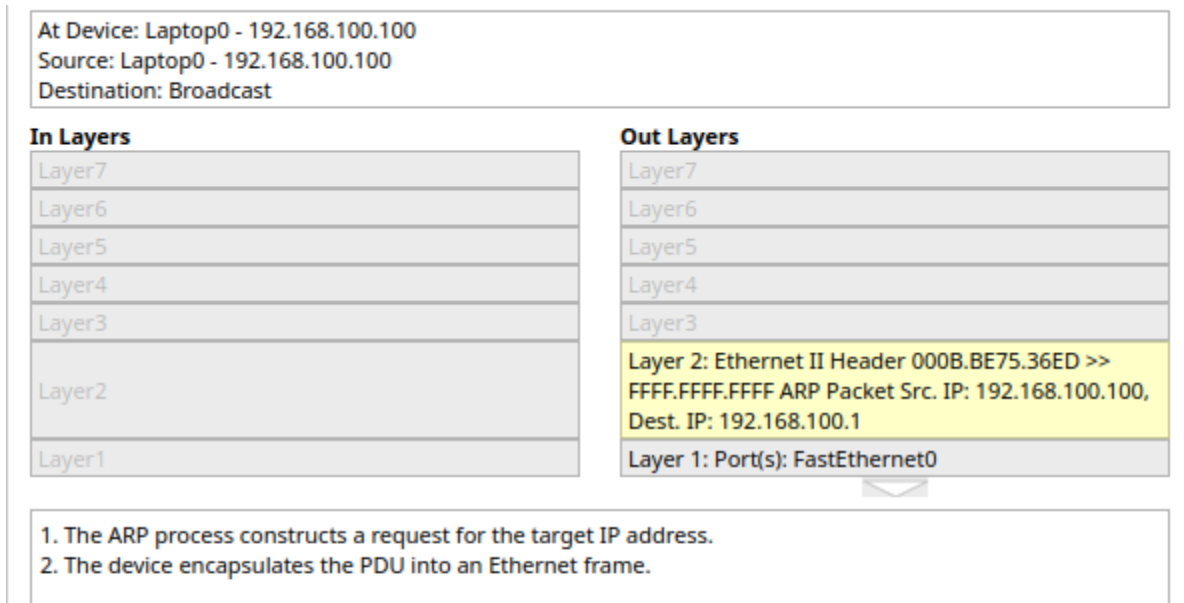 At Device: Laptop0 - 192.168.100.100
Source: Laptop0 - 192.168.100.100
Destination: Broadcast
In Layers
Layer7
Layer6
Layer5
Layer4
Layer3
Layer2
Layer1
Out Layers
Layer7
Layer6
Layer5
Layer4
Layer3
Layer 2: Ethernet II Header 000B.BE75.36ED >>
FFFF.FFFF.FFFF ARP Packet Src. IP: 192.168.100.100,
Dest. IP: 192.168.100.1
Layer 1: Port(s): FastEthernet0
1. The ARP process constructs a request for the target IP address.
2. The device encapsulates the PDU into an Ethernet frame.